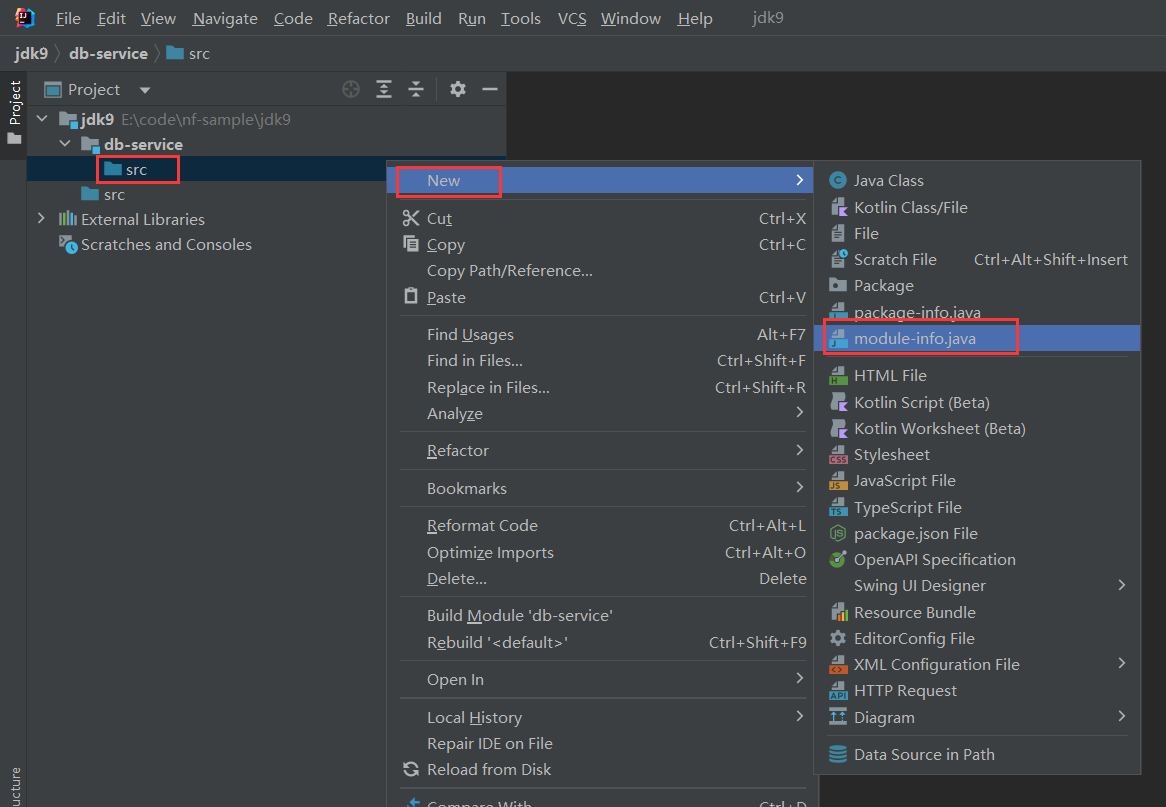 File Edit View Navigate Code Refactor Build Run Tools VCS Window Help jdk9
jdk9 db-service src
Project
Project
jdk9 E:\code\nf-sample\jdk9
db-service
src
src
External Libraries
Scratches and Consoles
New
Cut Ctrl+X
Copy Ctrl+C
Copy Path/Reference...
Paste Ctrl+V
Find Usages Alt+F7
Find in Files... Ctrl+Shift+F
Replace in Files... Ctrl+Shift+R
Analyze
Refactor
Bookmarks
Reformat Code Ctrl+Alt+L
Optimize Imports Ctrl+Alt+O
Delete... Delete
Build Module 'db-service'
Rebuild '<default>' Ctrl+Shift+F9
Open In
Local History
Repair IDE on File
Reload from Disk
Compare With... Ctrl+D
Java Class
Kotlin Class/File
File
Scratch File Ctrl+Alt+Shift+Insert
Package
package-info.java
module-info.java
HTML File
Kotlin Script (Beta)
Kotlin Worksheet (Beta)
Stylesheet
JavaScript File
TypeScript File
package.json File
OpenAPI Specification
Swing UI Designer
Resource Bundle
EditorConfig File
XML Configuration File
HTTP Request
Diagram
Data Source in Path